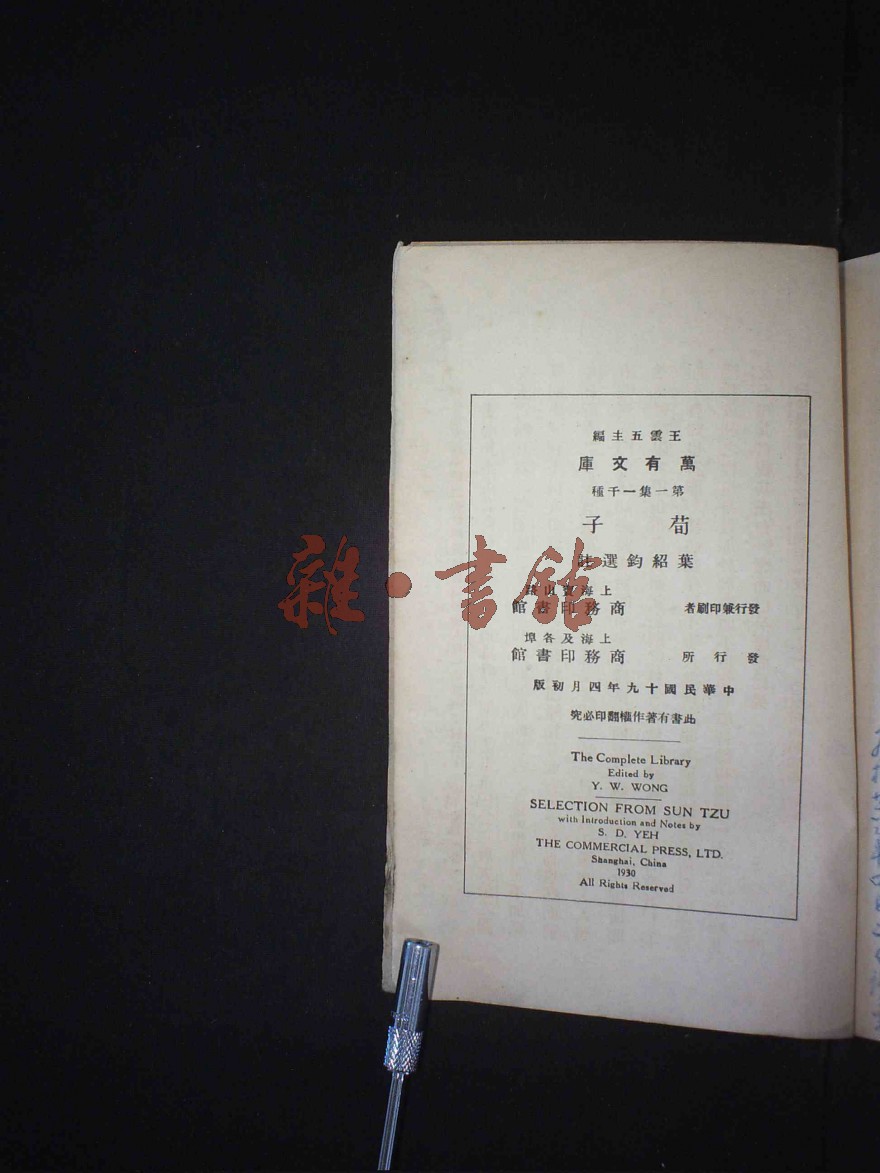 王雲五主編
萬有文庫
第一集一千種
荀子
葉紹鈞選註
上海寶山路
發行兼印刷者 商務印書館
上海及各埠
發行所 商務印書館
中華民國十九年四月初版
此書有著作權翻印必究
The Complete Library
Edited by
Y. W. WONG
SELECTION FROM SUN TZU
with Introduction and Notes by
S. D. YEH
THE COMMERCIAL PRESS, LTD.
Shanghai, China
1930
All Rights Reserved
雜·書館